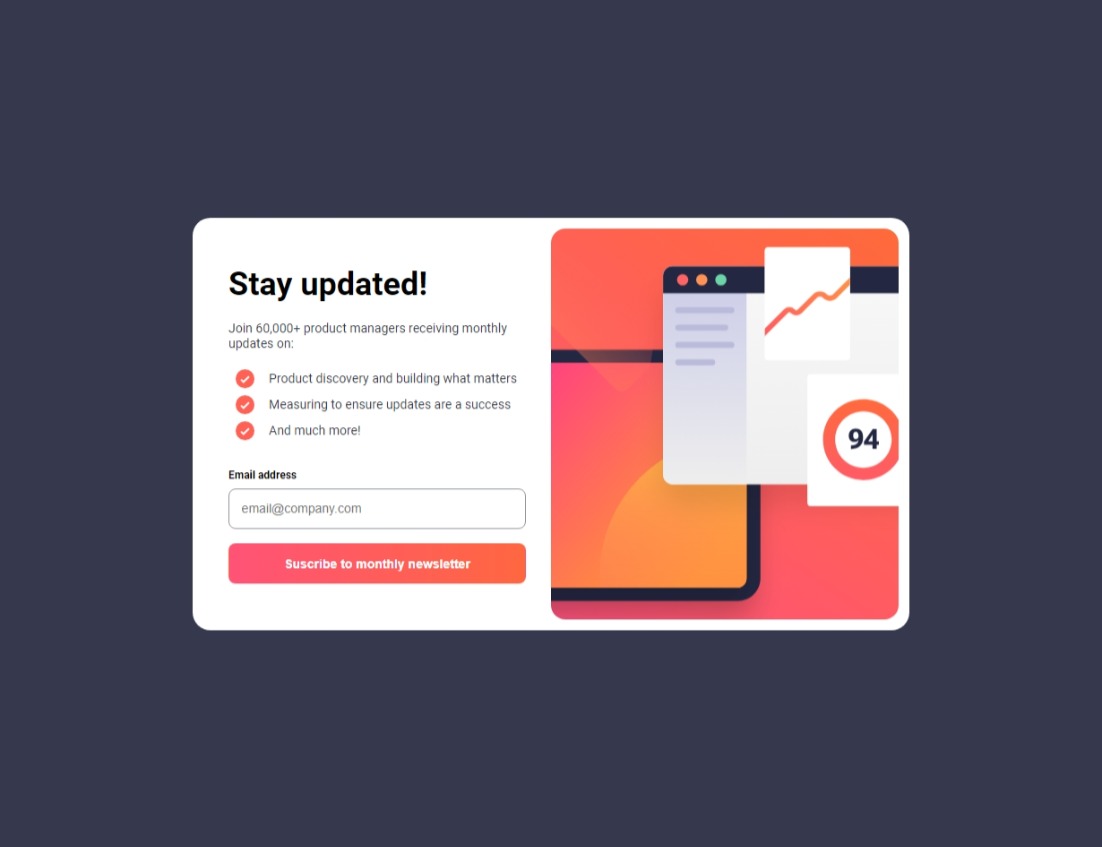 Stay updated!
Join 60,000+ product managers receiving monthly
updates on:
Product discovery and building what matters
Measuring to ensure updates are a success
And much more!
Email address
email@company.com
Suscribe to monthly newsletter
94